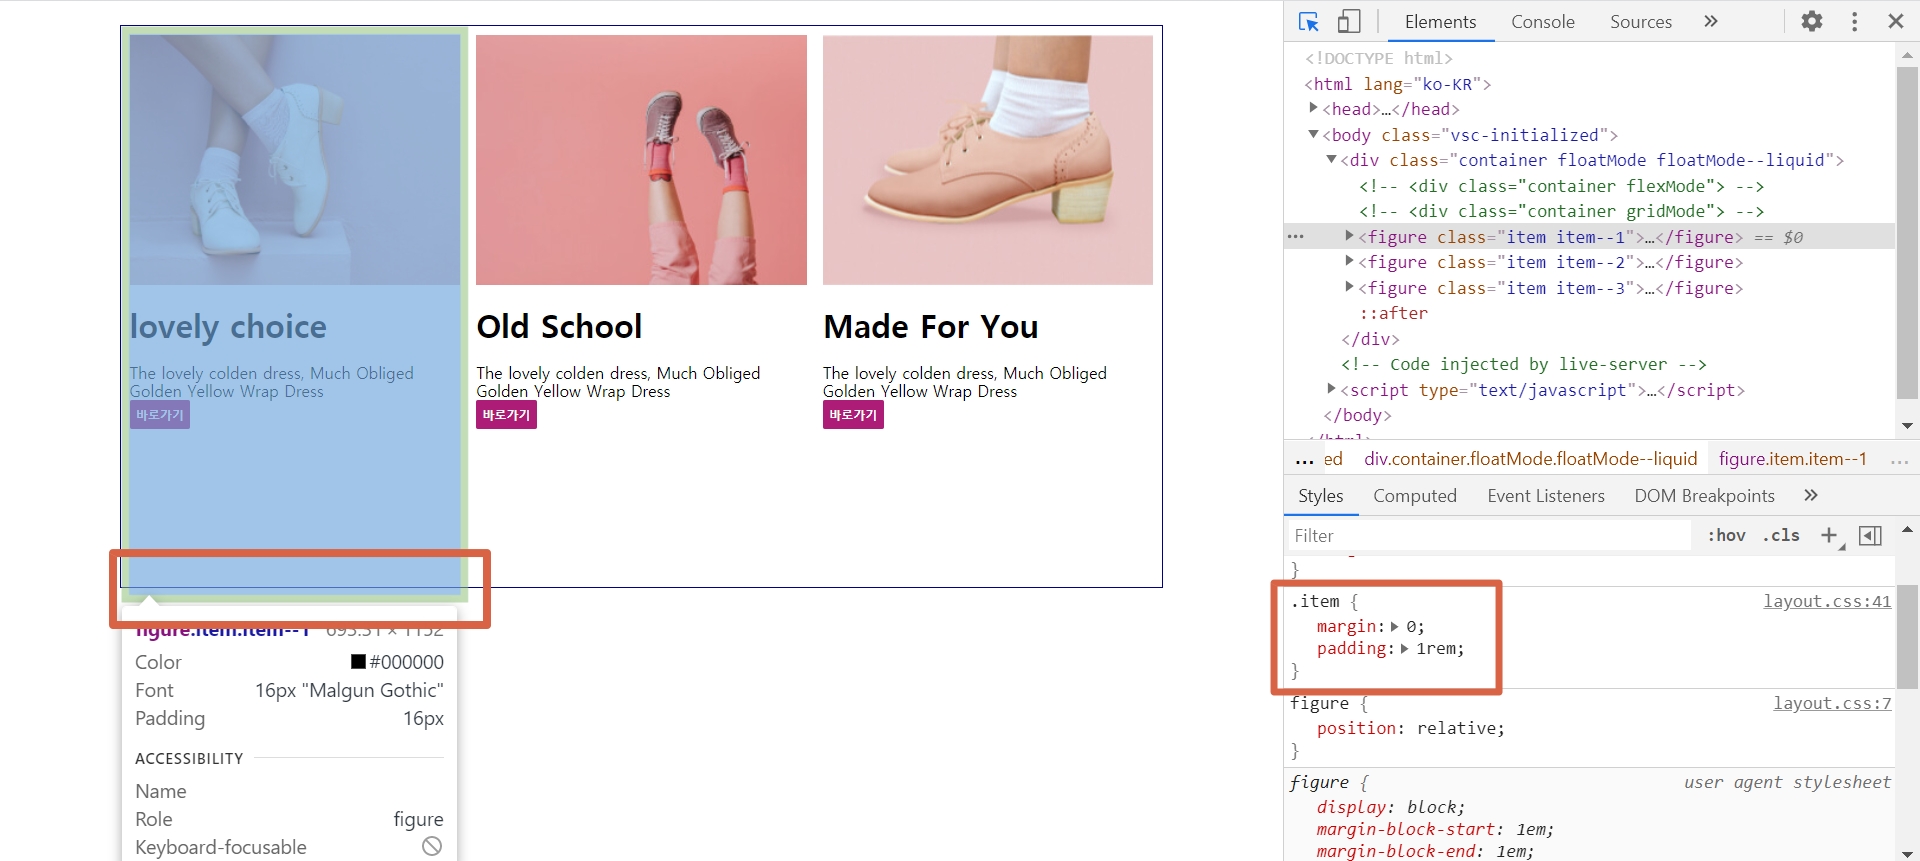 lovely choice
The lovely colden dress, Much Obliged
Golden Yellow Wrap Dress
바로가기
Old School
The lovely colden dress, Much Obliged
Golden Yellow Wrap Dress
바로가기
Made For You
The lovely colden dress, Much Obliged
Golden Yellow Wrap Dress
바로가기
figure.item.item--1 693.31 × 1152
Color #000000
Font 16px "Malgun Gothic"
Padding 16px
ACCESSIBILITY
Name
Role figure
Keyboard-focusable
Elements Console Sources »
<!DOCTYPE html>
<html lang="ko-KR">
<head>…</head>
<body class="vsc-initialized">
<div class="container floatMode floatMode--liquid">
<!-- <div class="container flexMode"> -->
<!-- <div class="container gridMode"> -->
… <figure class="item item--1">…</figure> == $0
<figure class="item item--2">…</figure>
<figure class="item item--3">…</figure>
::after
</div>
<!-- Code injected by live-server -->
<script type="text/javascript">…</script>
</body>
</html>
… ed div.container.floatMode.floatMode--liquid figure.item.item--1 …
Styles Computed Event Listeners DOM Breakpoints »
Filter :hov .cls +
}
.item { layout.css:41
margin: 0;
padding: 1rem;
}
figure { layout.css:7
position: relative;
}
figure { user agent stylesheet
display: block;
margin-block-start: 1em;
margin-block-end: 1em;